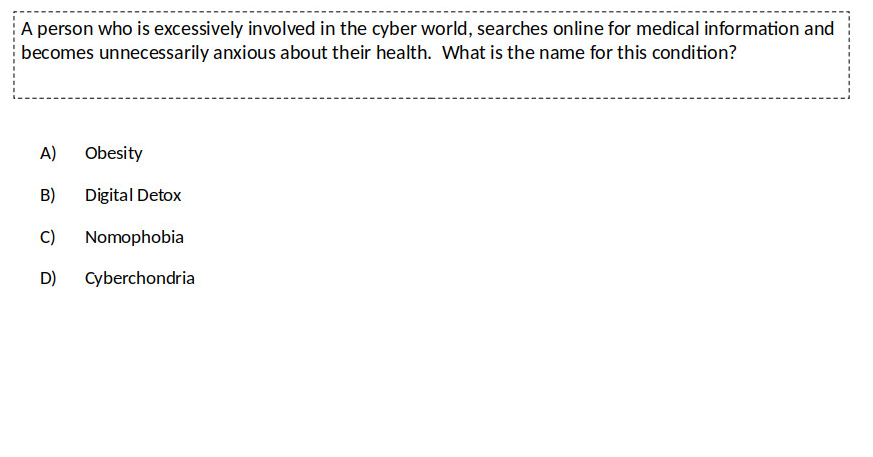 A person who is excessively involved in the cyber world, searches online for medical information and
becomes unnecessarily anxious about their health.  What is the name for this condition?
A) Obesity
B) Digital Detox
C) Nomophobia
D) Cyberchondria